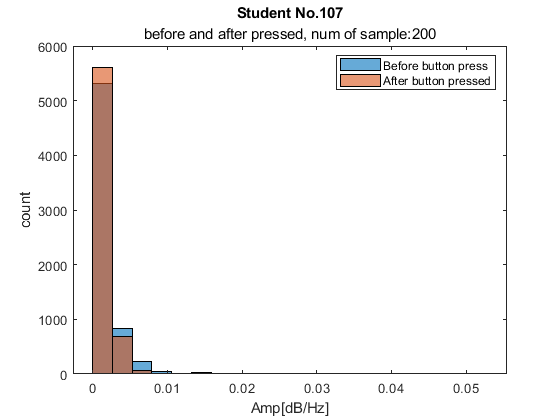 Student No.107
before and after pressed, num of sample:200
6000
5000
4000
3000
2000
1000
0
count
Before button press
After button pressed
0 0.01 0.02 0.03 0.04 0.05
Amp[dB/Hz]